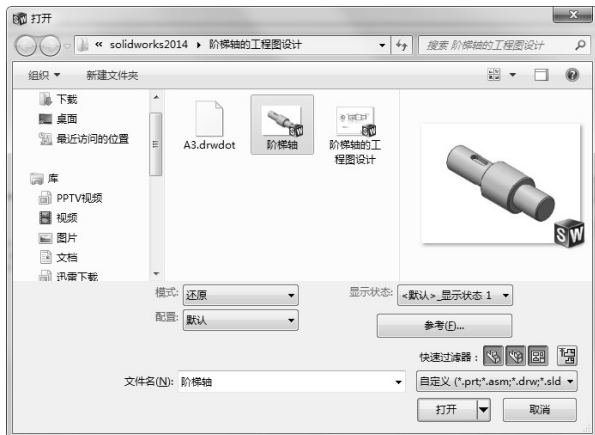 打开
« solidworks2014 ▸ 阶梯轴的工程图设计
搜索 阶梯轴的工程图设计
组织 新建文件夹
下载
桌面
最近访问的位置
库
PPTV视频
视频
图片
文档
迅雷下载
A3.drwdot
阶梯轴
阶梯轴的工
程图设计
SW
模式: 还原
显示状态: <默认>_显示状态 1
配置: 默认
参考(F)...
快速过滤器:
文件名(N): 阶梯轴
自定义 (*.prt;*.asm;*.drw;*.sld
打开
取消